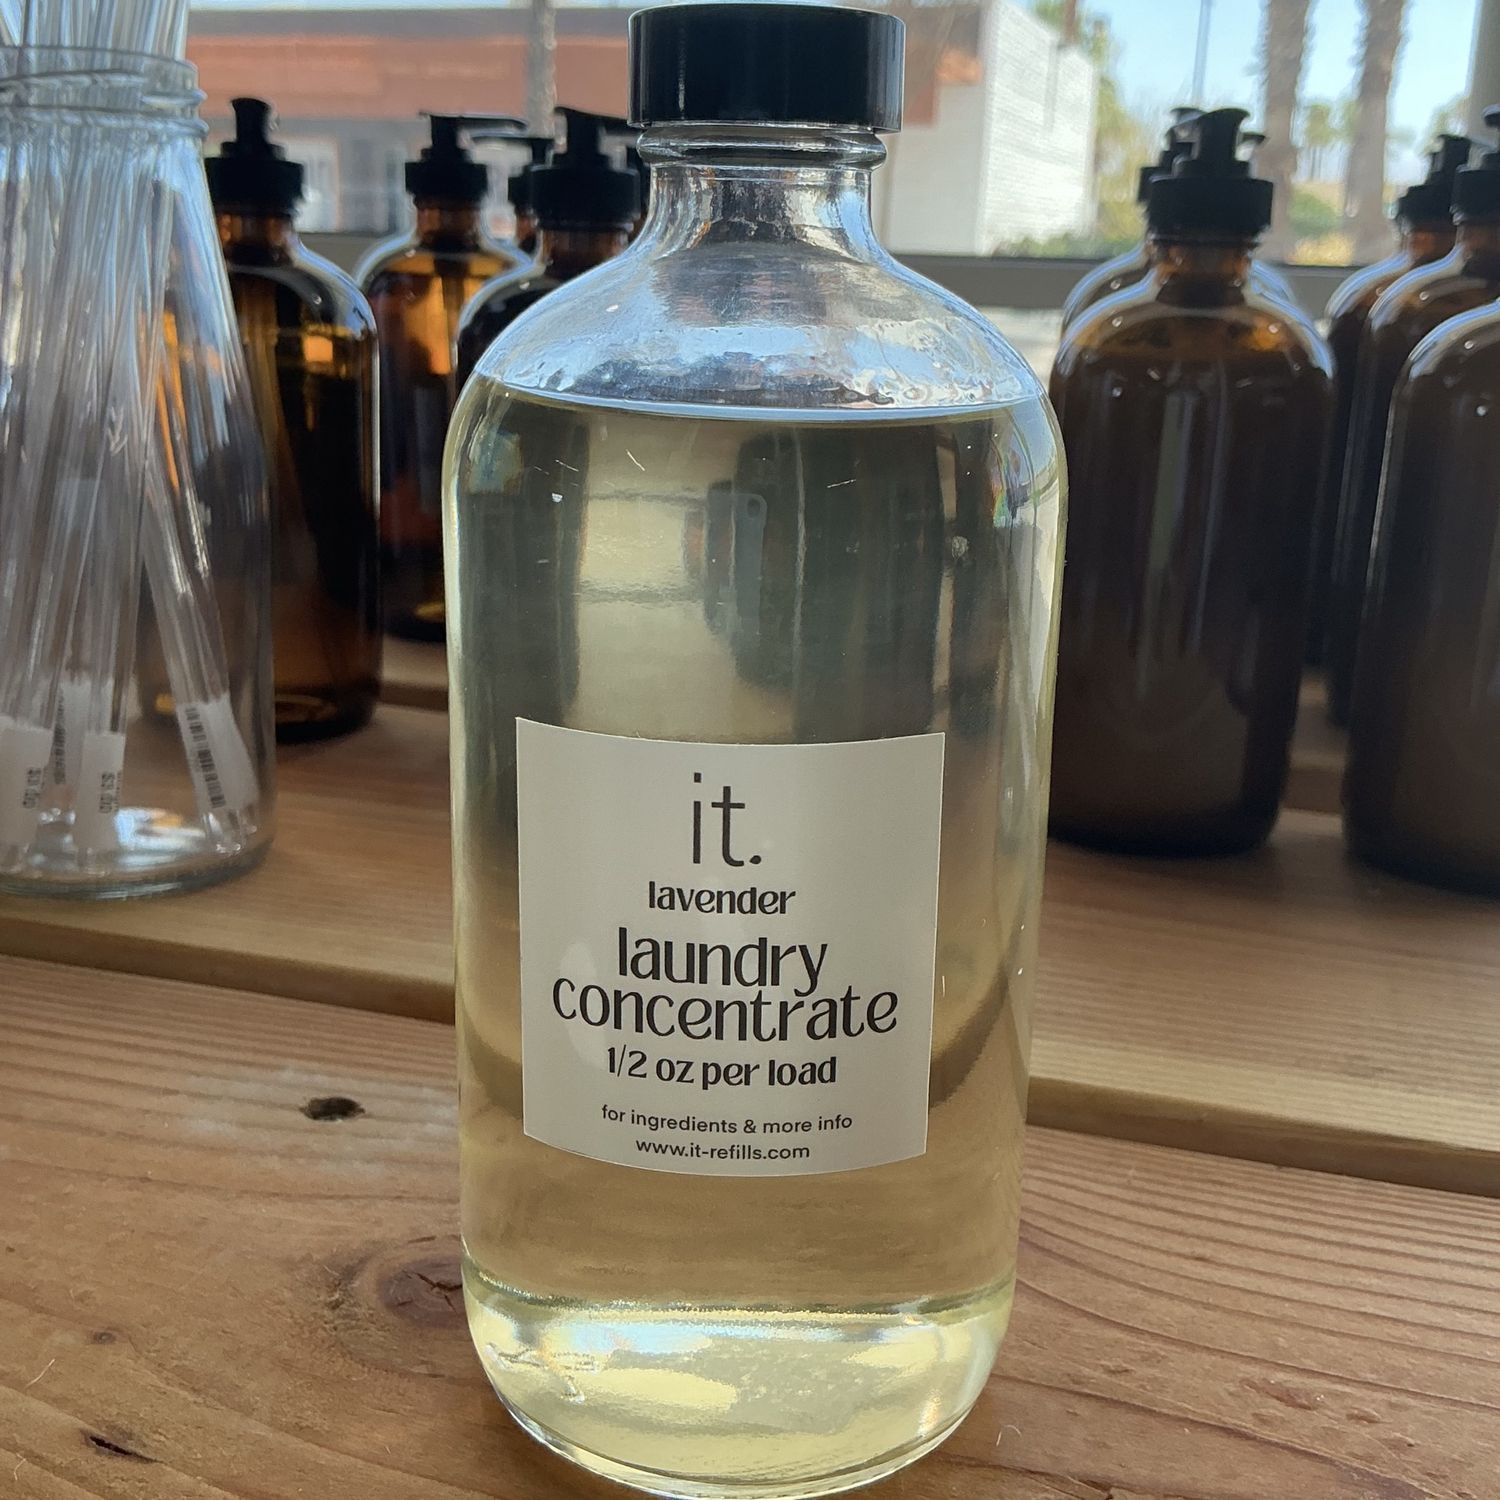 it.
lavender
laundry
concentrate
1/2 oz per load
for ingredients & more info
www.it-refills.com